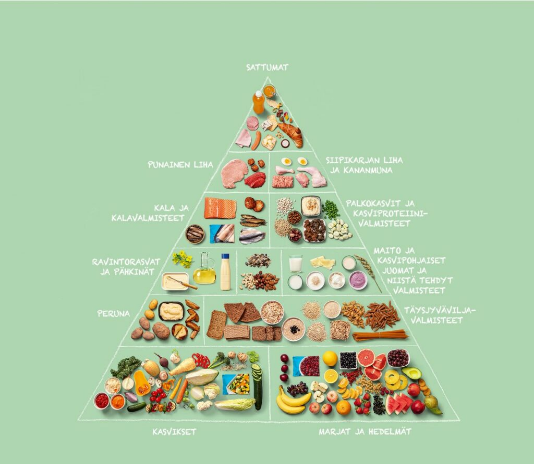 SATTUMAT
PUNAINEN LIHA
SIIPIKARJAN LIHA
JA KANANMUNA
KALA JA
KALAVALMISTEET
PALKOKASVIT JA
KASVIPROTEIINI-
VALMISTEET
RAVINTORASVAT
JA PÄHKINÄT
MAITO JA
KASVIPOHJAISET
JUOMAT JA
NIISTÄ TEHDYT
VALMISTEET
PERUNA
TÄYSJYVÄVILJA-
VALMISTEET
KASVIKSET
MARJAT JA HEDELMÄT